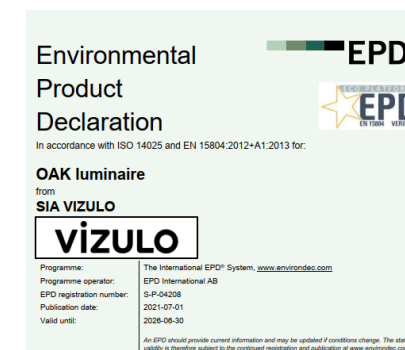 Environmental
Product
Declaration
EPD
ECO PLATFORM
EPD
EN 15804 VERI
In accordance with ISO 14025 and EN 15804:2012+A1:2013 for:
OAK luminaire
from
SIA VIZULO
VIZULO
Programme: The International EPD® System, www.environdec.com
Programme operator: EPD International AB
EPD registration number: S-P-04208
Publication date: 2021-07-01
Valid until: 2026-06-30
An EPD should provide current information and may be updated if conditions change. The stat
validity is therefore subject to the continued registration and publication at www.environdec.com